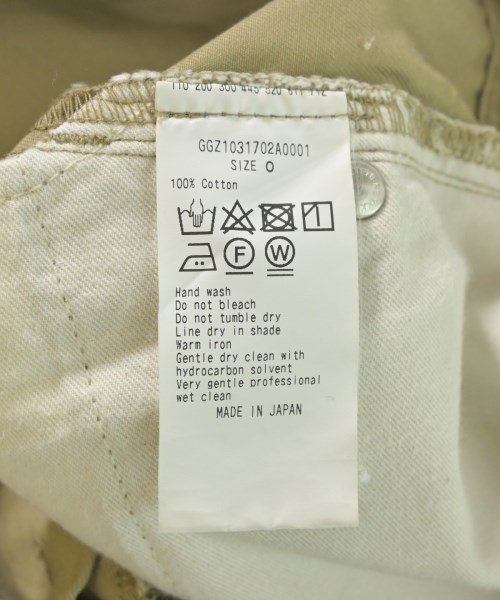 GGZ1031702A0001
SIZE 0
100% Cotton
F W
Hand wash
Do not bleach
Do not tumble dry
Line dry in shade
Warm iron
Gentle dry clean with
hydrocarbon solvent
Very gentle professional
wet clean
MADE IN JAPAN